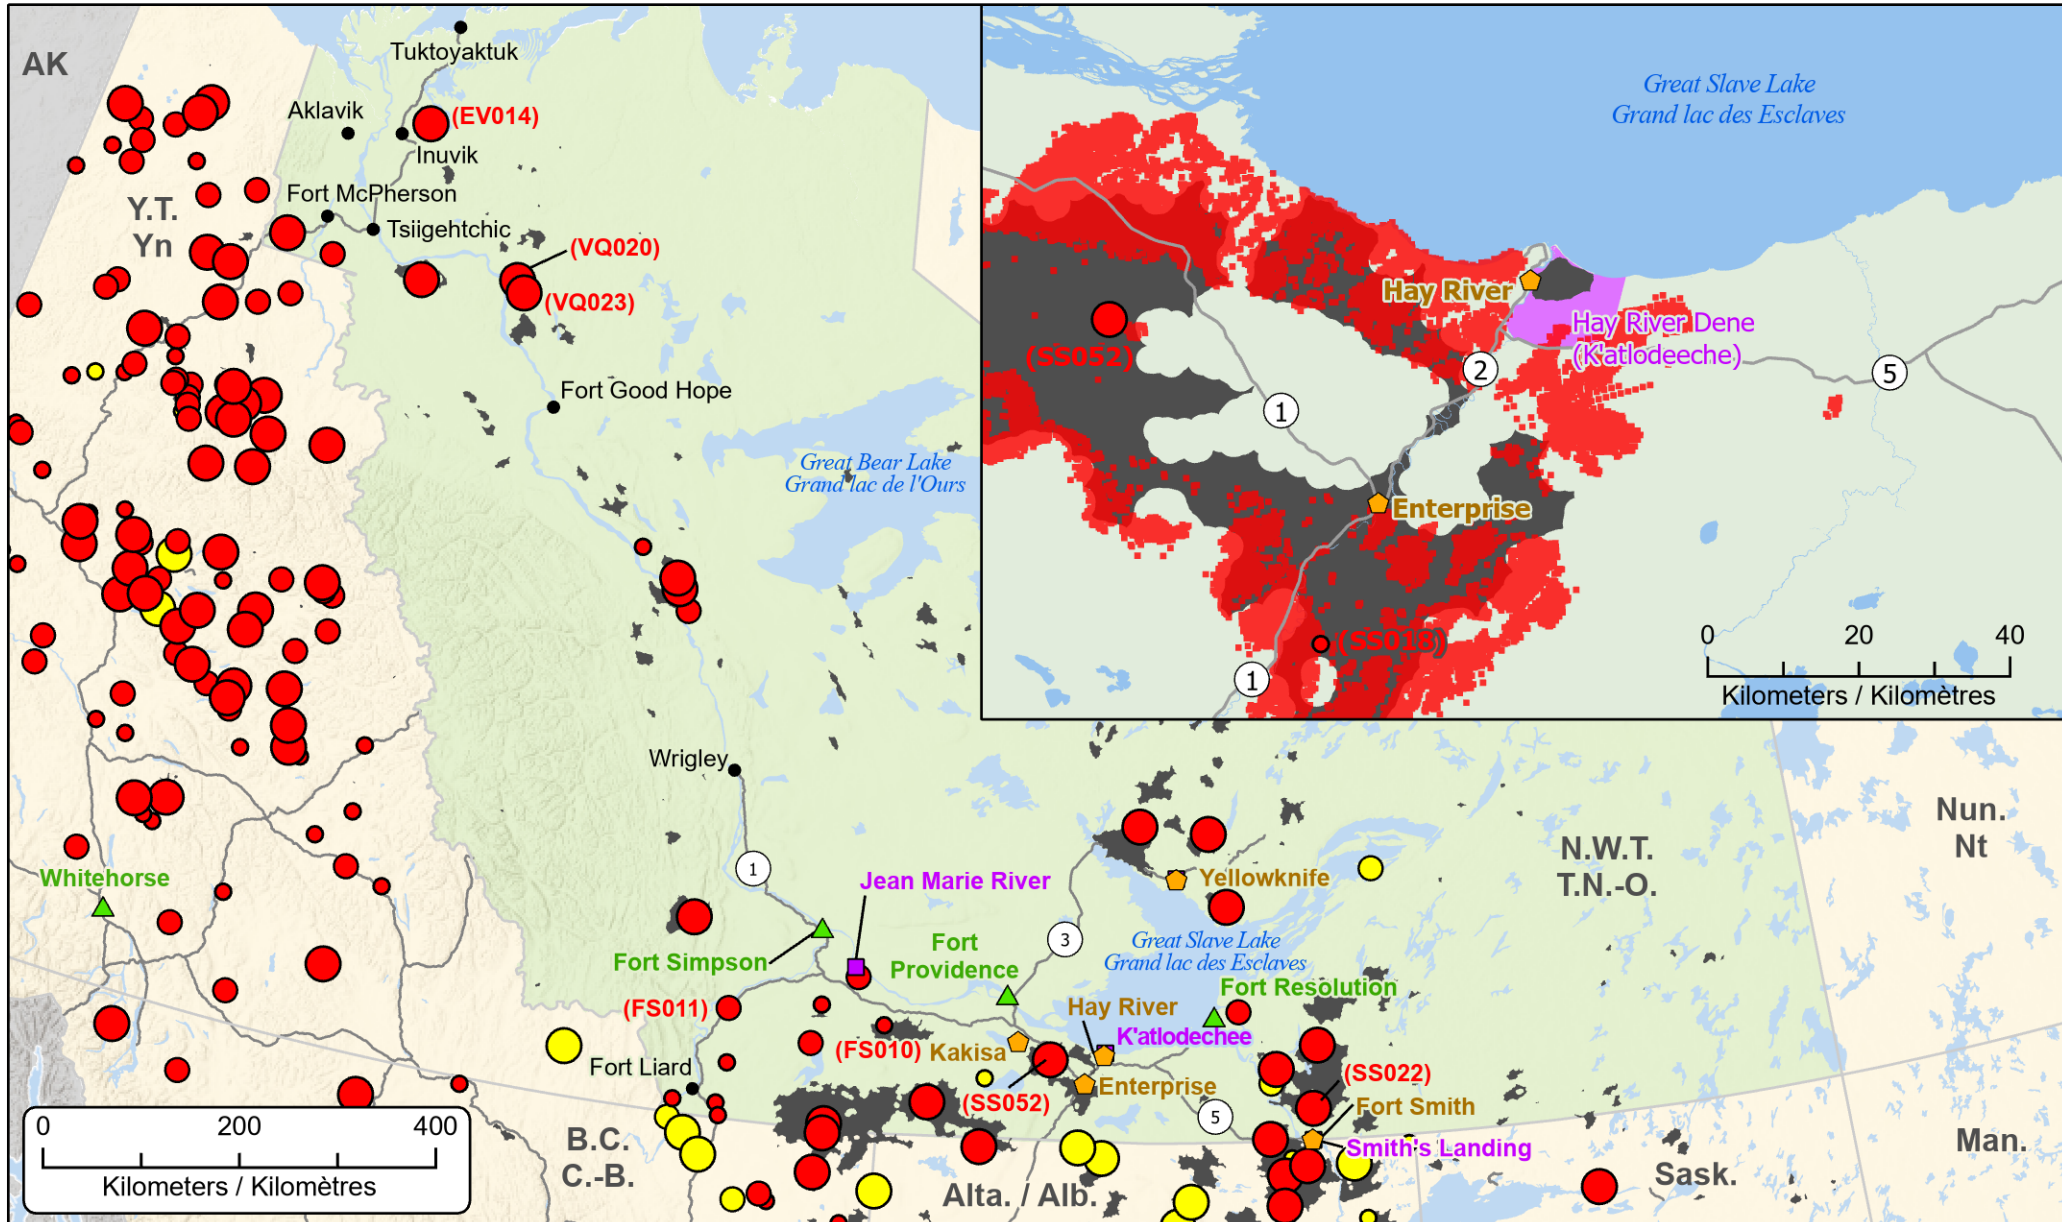 AK
Tuktoyaktuk
Aklavik
(EV014)
Inuvik
Fort McPherson
Y.T.
Yn
Tsiigehtchic
(VQ020)
(VQ023)
Fort Good Hope
Great Bear Lake
Grand lac de l'Ours
Great Slave Lake
Grand lac des Esclaves
Hay River
Hay River Dene
(K'atlodeeche)
(SS052)
2
5
1
Enterprise
(SS018)
1
0 20 40
Kilometers / Kilomètres
Wrigley
1
Whitehorse
Jean Marie River
Yellowknife
N.W.T.
T.N.-O.
Nun.
Nt
3
Fort Simpson
Fort
Providence
Great Slave Lake
Grand lac des Esclaves
Fort Resolution
(FS011)
Hay River
K'atlodechee
(FS010)
Kakisa
Fort Liard
Enterprise
(SS052)
(SS022)
Fort Smith
5
Smith's Landing
B.C.
C.-B.
Alta. / Alb.
Sask.
Man.
0 200 400
Kilometers / Kilomètres